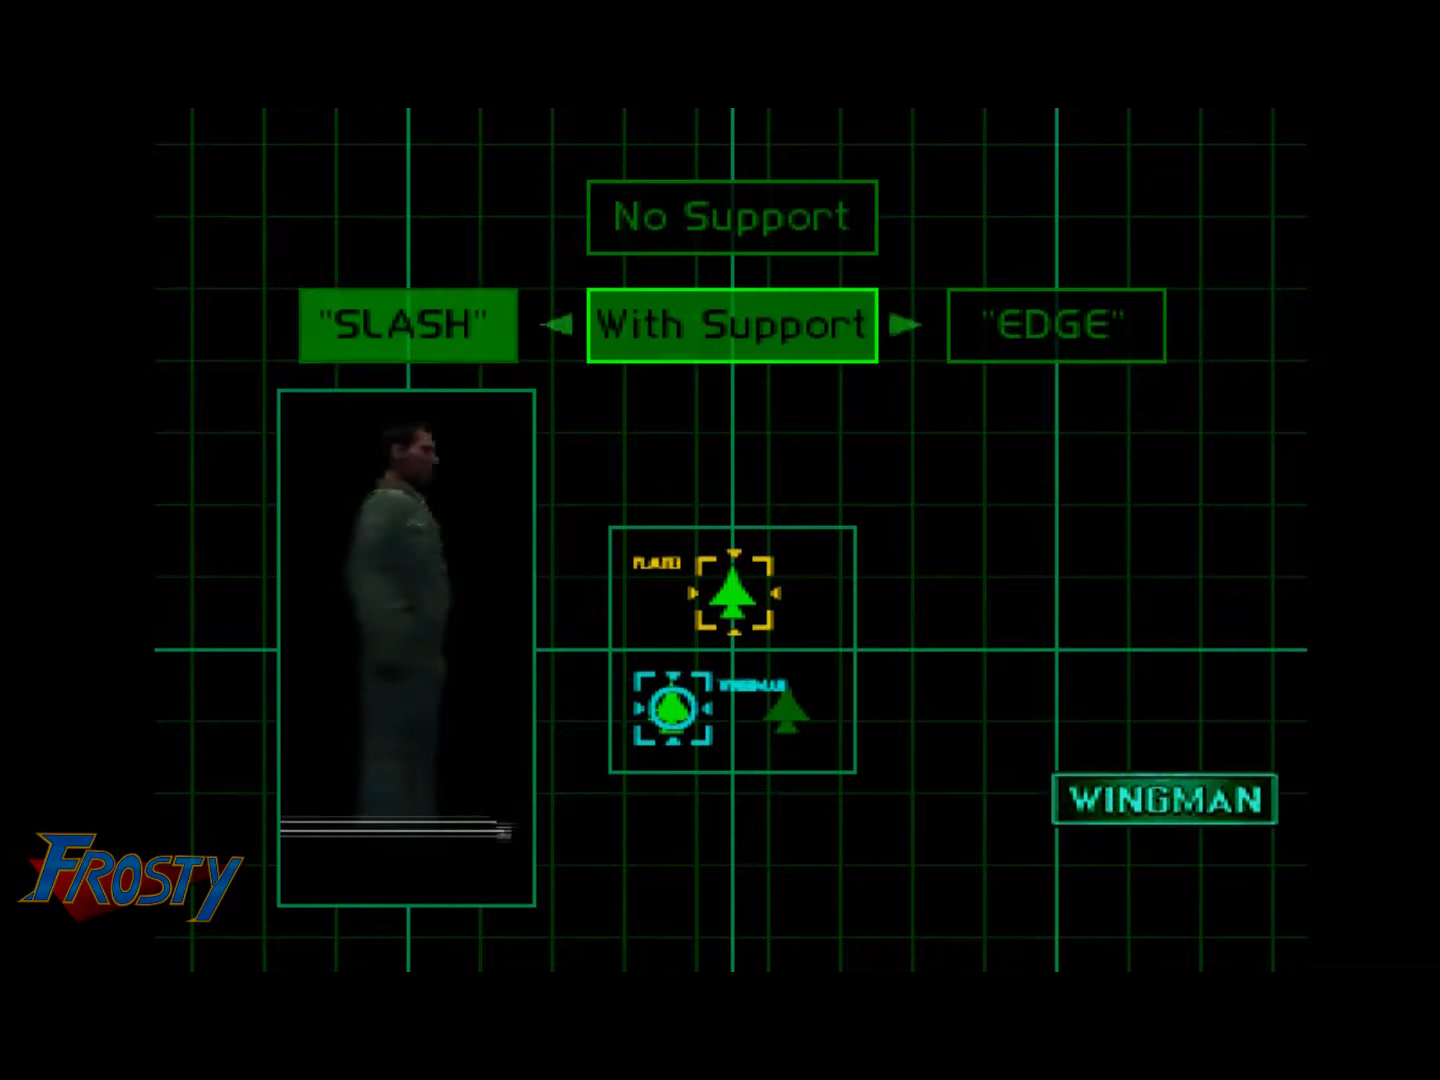 No Support
"SLASH"
With Support
"EDGE"
PLAYER
WINGMAN
WINGMAN
FROSTY